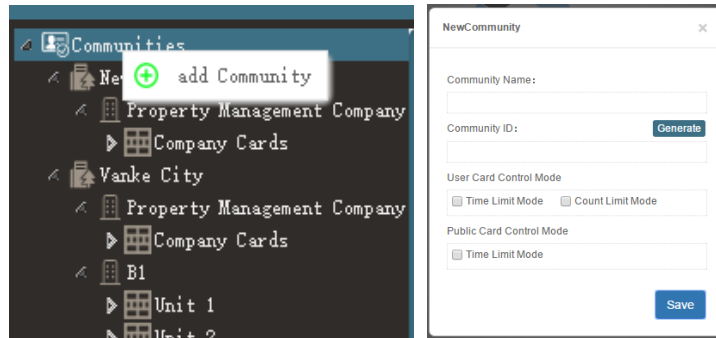 Communities
add Community
Property Management Company
Company Cards
Vanke City
Property Management Company
Company Cards
B1
Unit 1
Unit 2
NewCommunity
Community Name:
Community ID:
Generate
User Card Control Mode
Time Limit Mode
Count Limit Mode
Public Card Control Mode
Time Limit Mode
Save